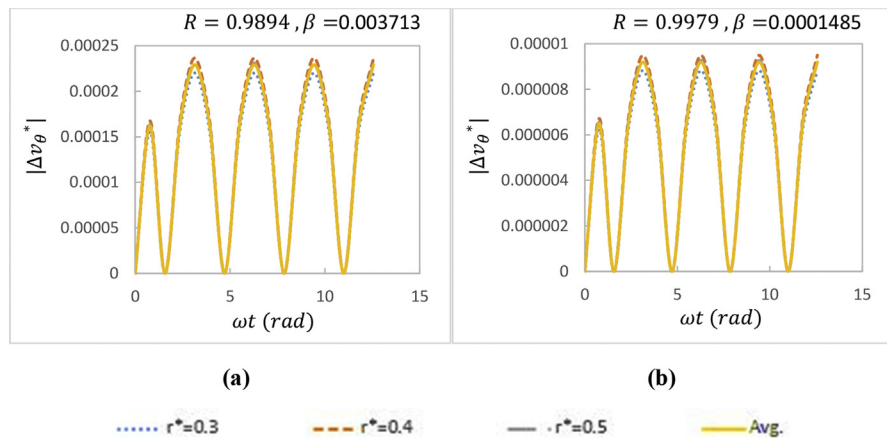 R = 0.9894 , β =0.003713
0.00025
0.0002
0.00015
0.0001
0.00005
0
|Δv_θ*|
0 5 10 15
ωt (rad)
(a)
R = 0.9979 , β =0.0001485
0.00001
0.000008
0.000006
0.000004
0.000002
0
|Δv_θ*|
0 5 10 15
ωt (rad)
(b)
r*=0.3 r*=0.4 r*=0.5 Avg.